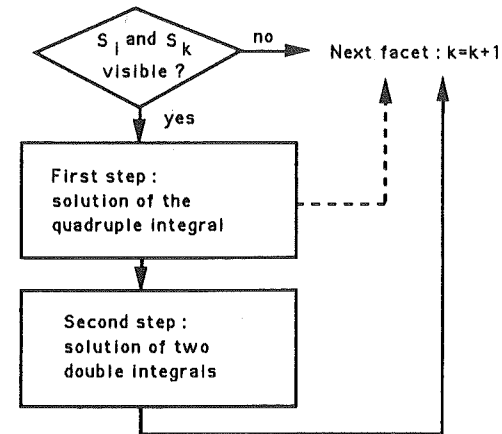 S i and S k
visible ?
no
Next facet : k=k+1
yes
First step :
solution of the
quadruple integral
Second step :
solution of two
double integrals